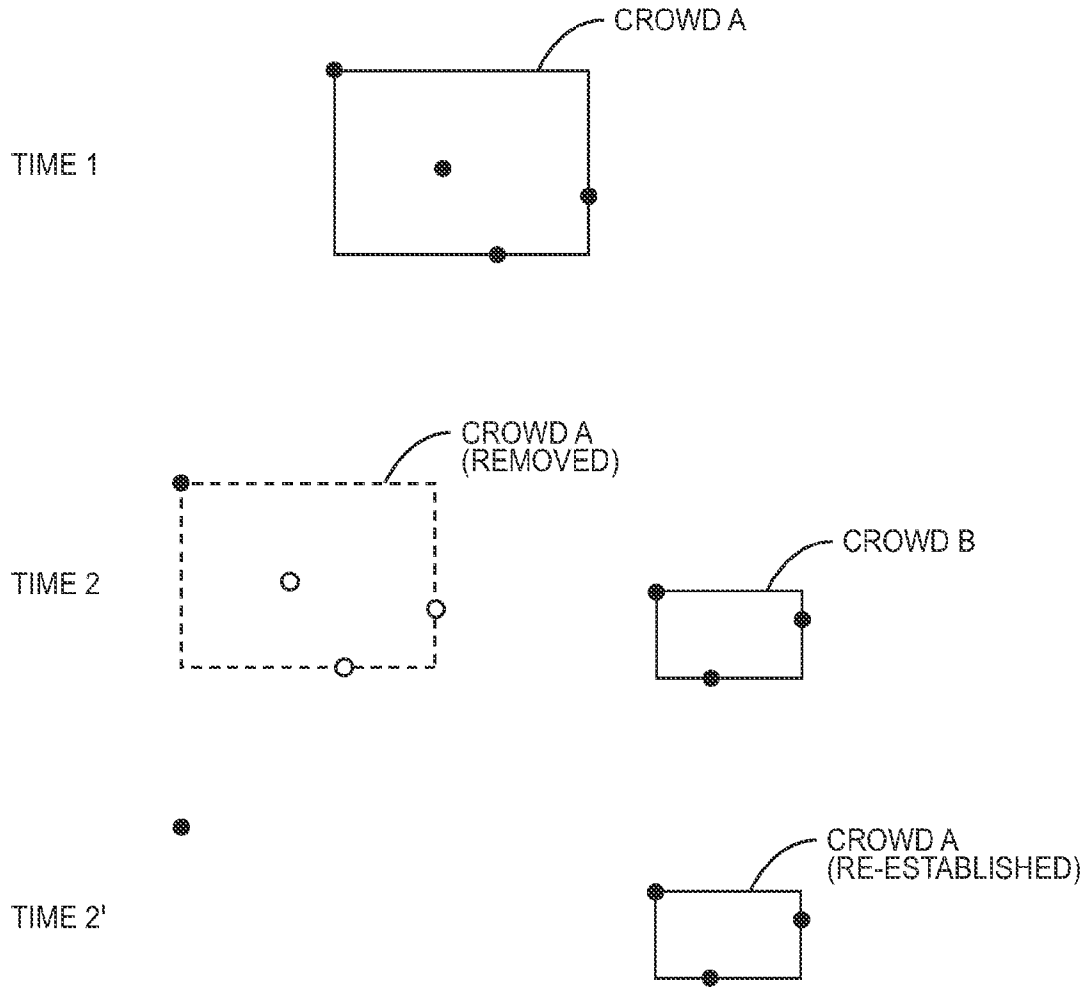 CROWD A
TIME 1
CROWD A
(REMOVED)
CROWD B
TIME 2
CROWD A
(RE-ESTABLISHED)
TIME 2'